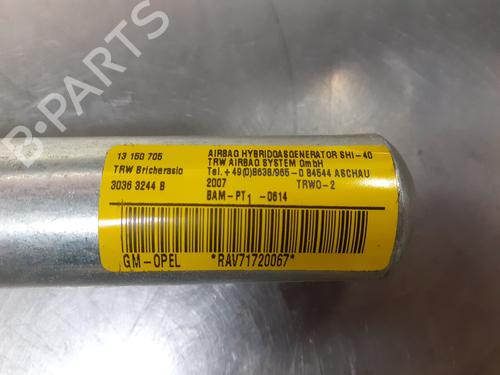 13 150 705
TRW Bricherasio
3036 3244 B
AIRBAG HYBRIDGASGENERATOR SHI-40
TRW AIRBAG SYSTEM GmbH
Tel.+49(0)8638/965-0 84544 ASCHAU
2007 TRWO-2
BAM-PT1 -0614
GM-OPEL *RAV71720067*
B-PARTS